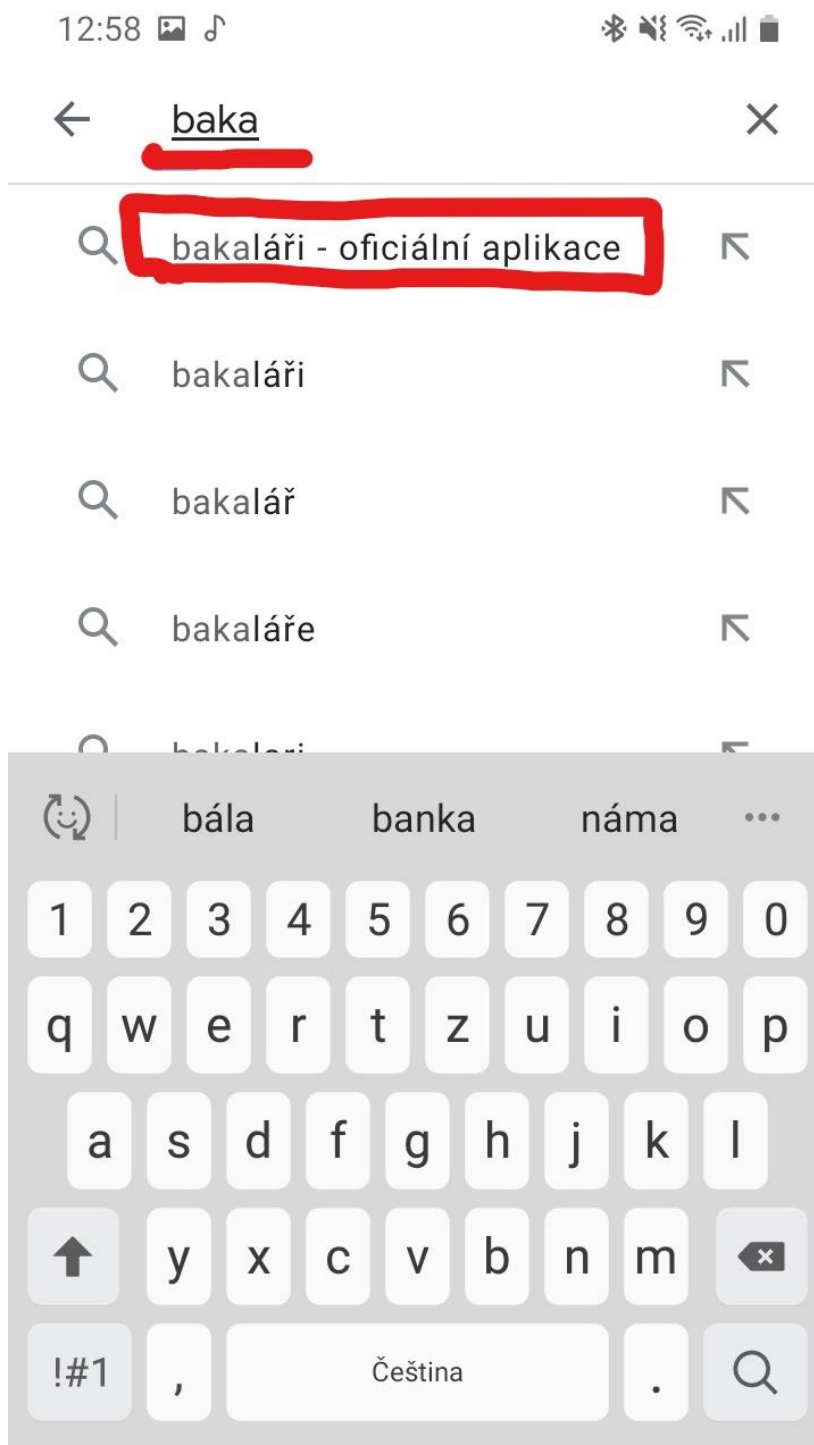 12:58
baka
bakaláři - oficiální aplikace
bakaláři
bakalář
bakaláře
bakalari
bála banka náma
1 2 3 4 5 6 7 8 9 0
q w e r t z u i o p
a s d f g h j k l
y x c v b n m
!#1 , Čeština .